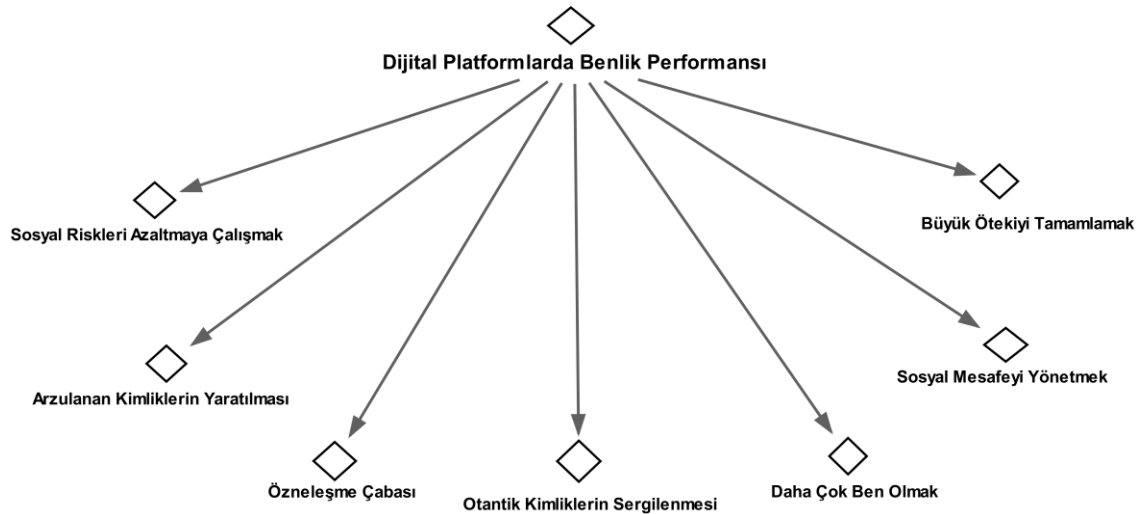 Dijital Platformlarda Benlik Performansı
Sosyal Riskleri Azaltmaya Çalışmak
Büyük Ötekiyi Tamamlamak
Arzulanan Kimliklerin Yaratılması
Sosyal Mesafeyi Yönetmek
Özneleşme Çabası
Otantik Kimliklerin Sergilenmesi
Daha Çok Ben Olmak